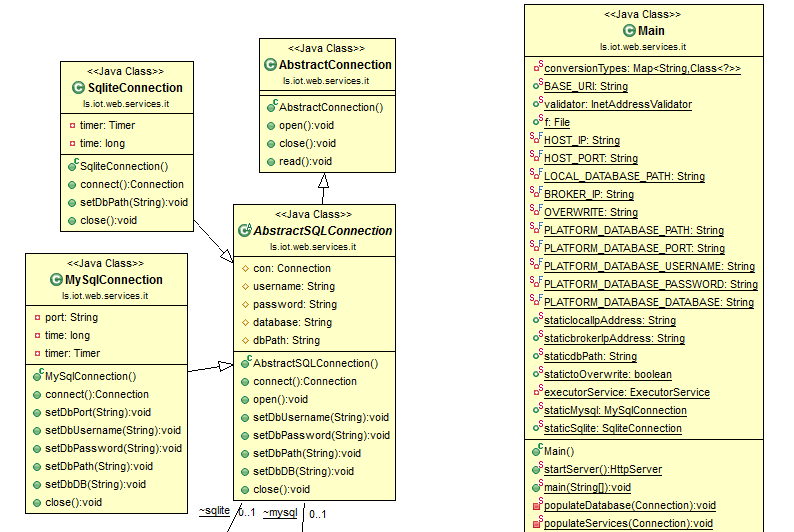 <<Java Class>>
SqliteConnection
ls.iot.web.services.it
timer: Timer
time: long
SqliteConnection()
connect():Connection
setDbPath(String):void
close():void
<<Java Class>>
AbstractConnection
ls.iot.web.services.it
AbstractConnection()
open():void
close():void
read():void
<<Java Class>>
MySqlConnection
ls.iot.web.services.it
port: String
time: long
timer: Timer
MySqlConnection()
connect():Connection
setDbPort(String):void
setDbUsername(String):void
setDbPassword(String):void
setDbPath(String):void
setDbDB(String):void
close():void
<<Java Class>>
AbstractSQLConnection
ls.iot.web.services.it
con: Connection
username: String
password: String
database: String
dbPath: String
AbstractSQLConnection()
connect():Connection
open():void
setDbUsername(String):void
setDbPassword(String):void
setDbPath(String):void
setDbDB(String):void
close():void
~sqlite 0..1 ~mysql 0..1
<<Java Class>>
Main
ls.iot.web.services.it
conversionTypes: Map<String,Class<?>>
BASE_URI: String
validator: InetAddressValidator
f: File
HOST_IP: String
HOST_PORT: String
LOCAL_DATABASE_PATH: String
BROKER_IP: String
OVERWRITE: String
PLATFORM_DATABASE_PATH: String
PLATFORM_DATABASE_PORT: String
PLATFORM_DATABASE_USERNAME: String
PLATFORM_DATABASE_PASSWORD: String
PLATFORM_DATABASE_DATABASE: String
staticlocalIpAddress: String
staticbrokerIpAddress: String
staticdbPath: String
statictoOverwrite: boolean
executorService: ExecutorService
staticMysql: MySqlConnection
staticSqlite: SqliteConnection
Main()
startServer():HttpServer
main(String[]):void
populateDatabase(Connection):void
populateServices(Connection):void